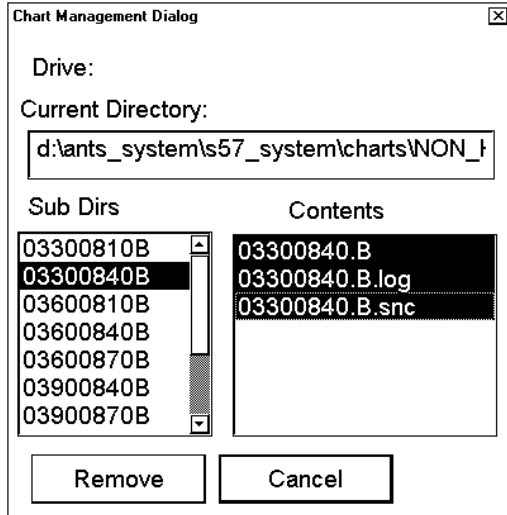 Chart Management Dialog
Drive:
Current Directory:
d:\ants_system\s57_system\charts\NON_
Sub Dirs
Contents
03300810B
03300840B
03600810B
03600840B
03600870B
03900840B
03900870B
03300840.B
03300840.B.log
03300840.B.snc
Remove
Cancel